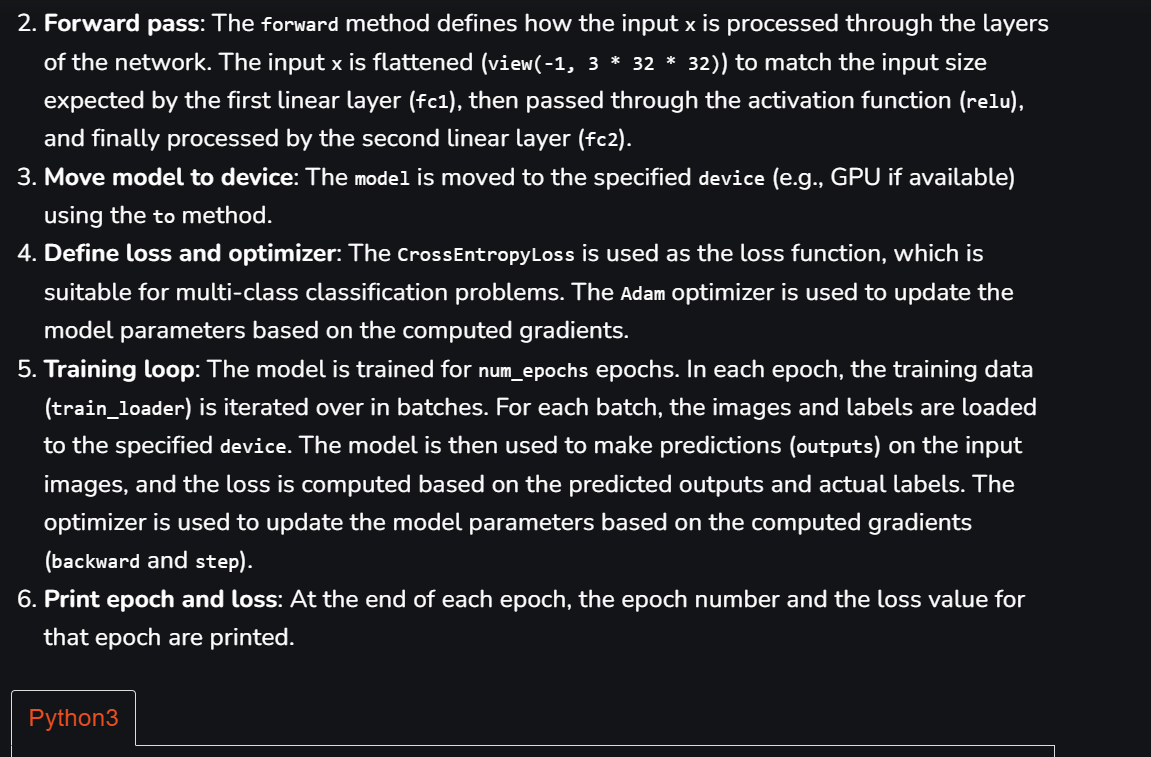 2. Forward pass: The forward method defines how the input x is processed through the layers
of the network. The input x is flattened (view(-1, 3 * 32 * 32)) to match the input size
expected by the first linear layer (fc1), then passed through the activation function (relu),
and finally processed by the second linear layer (fc2).
3. Move model to device: The model is moved to the specified device (e.g., GPU if available)
using the to method.
4. Define loss and optimizer: The CrossEntropyLoss is used as the loss function, which is
suitable for multi-class classification problems. The Adam optimizer is used to update the
model parameters based on the computed gradients.
5. Training loop: The model is trained for num_epochs epochs. In each epoch, the training data
(train_loader) is iterated over in batches. For each batch, the images and labels are loaded
to the specified device. The model is then used to make predictions (outputs) on the input
images, and the loss is computed based on the predicted outputs and actual labels. The
optimizer is used to update the model parameters based on the computed gradients
(backward and step).
6. Print epoch and loss: At the end of each epoch, the epoch number and the loss value for
that epoch are printed.
Python3